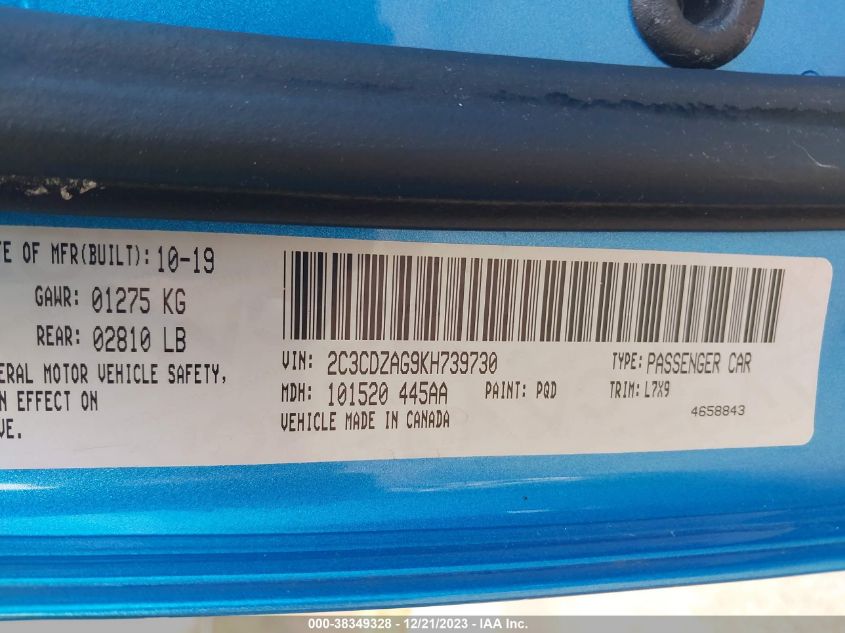 TE OF MFR(BUILT): 10-19
GAWR: 01275 KG
REAR: 02810 LB
ERAL MOTOR VEHICLE SAFETY,
N EFFECT ON
VE.
VIN: 2C3CDZAG9KH739730
TYPE: PASSENGER CAR
MDH: 101520 445AA
PAINT: PQD
TRIM: L7X9
VEHICLE MADE IN CANADA
4658843
000-38349328 - 12/21/2023 - Copyright © 2023 IAA, Inc.